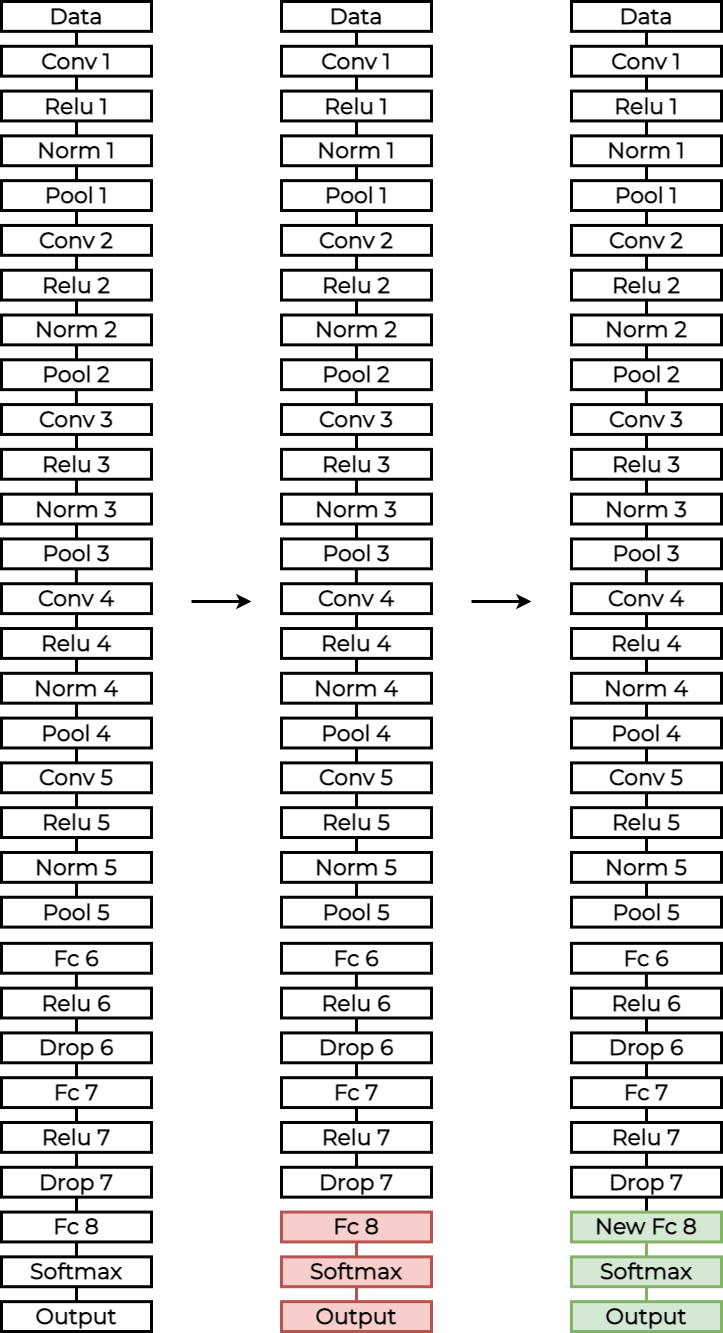 Data
Conv 1
Relu 1
Norm 1
Pool 1
Conv 2
Relu 2
Norm 2
Pool 2
Conv 3
Relu 3
Norm 3
Pool 3
Conv 4
Relu 4
Norm 4
Pool 4
Conv 5
Relu 5
Norm 5
Pool 5
Fc 6
Relu 6
Drop 6
Fc 7
Relu 7
Drop 7
Fc 8
Softmax
Output
Data
Conv 1
Relu 1
Norm 1
Pool 1
Conv 2
Relu 2
Norm 2
Pool 2
Conv 3
Relu 3
Norm 3
Pool 3
Conv 4
Relu 4
Norm 4
Pool 4
Conv 5
Relu 5
Norm 5
Pool 5
Fc 6
Relu 6
Drop 6
Fc 7
Relu 7
Drop 7
Fc 8
Softmax
Output
Data
Conv 1
Relu 1
Norm 1
Pool 1
Conv 2
Relu 2
Norm 2
Pool 2
Conv 3
Relu 3
Norm 3
Pool 3
Conv 4
Relu 4
Norm 4
Pool 4
Conv 5
Relu 5
Norm 5
Pool 5
Fc 6
Relu 6
Drop 6
Fc 7
Relu 7
Drop 7
New Fc 8
Softmax
Output